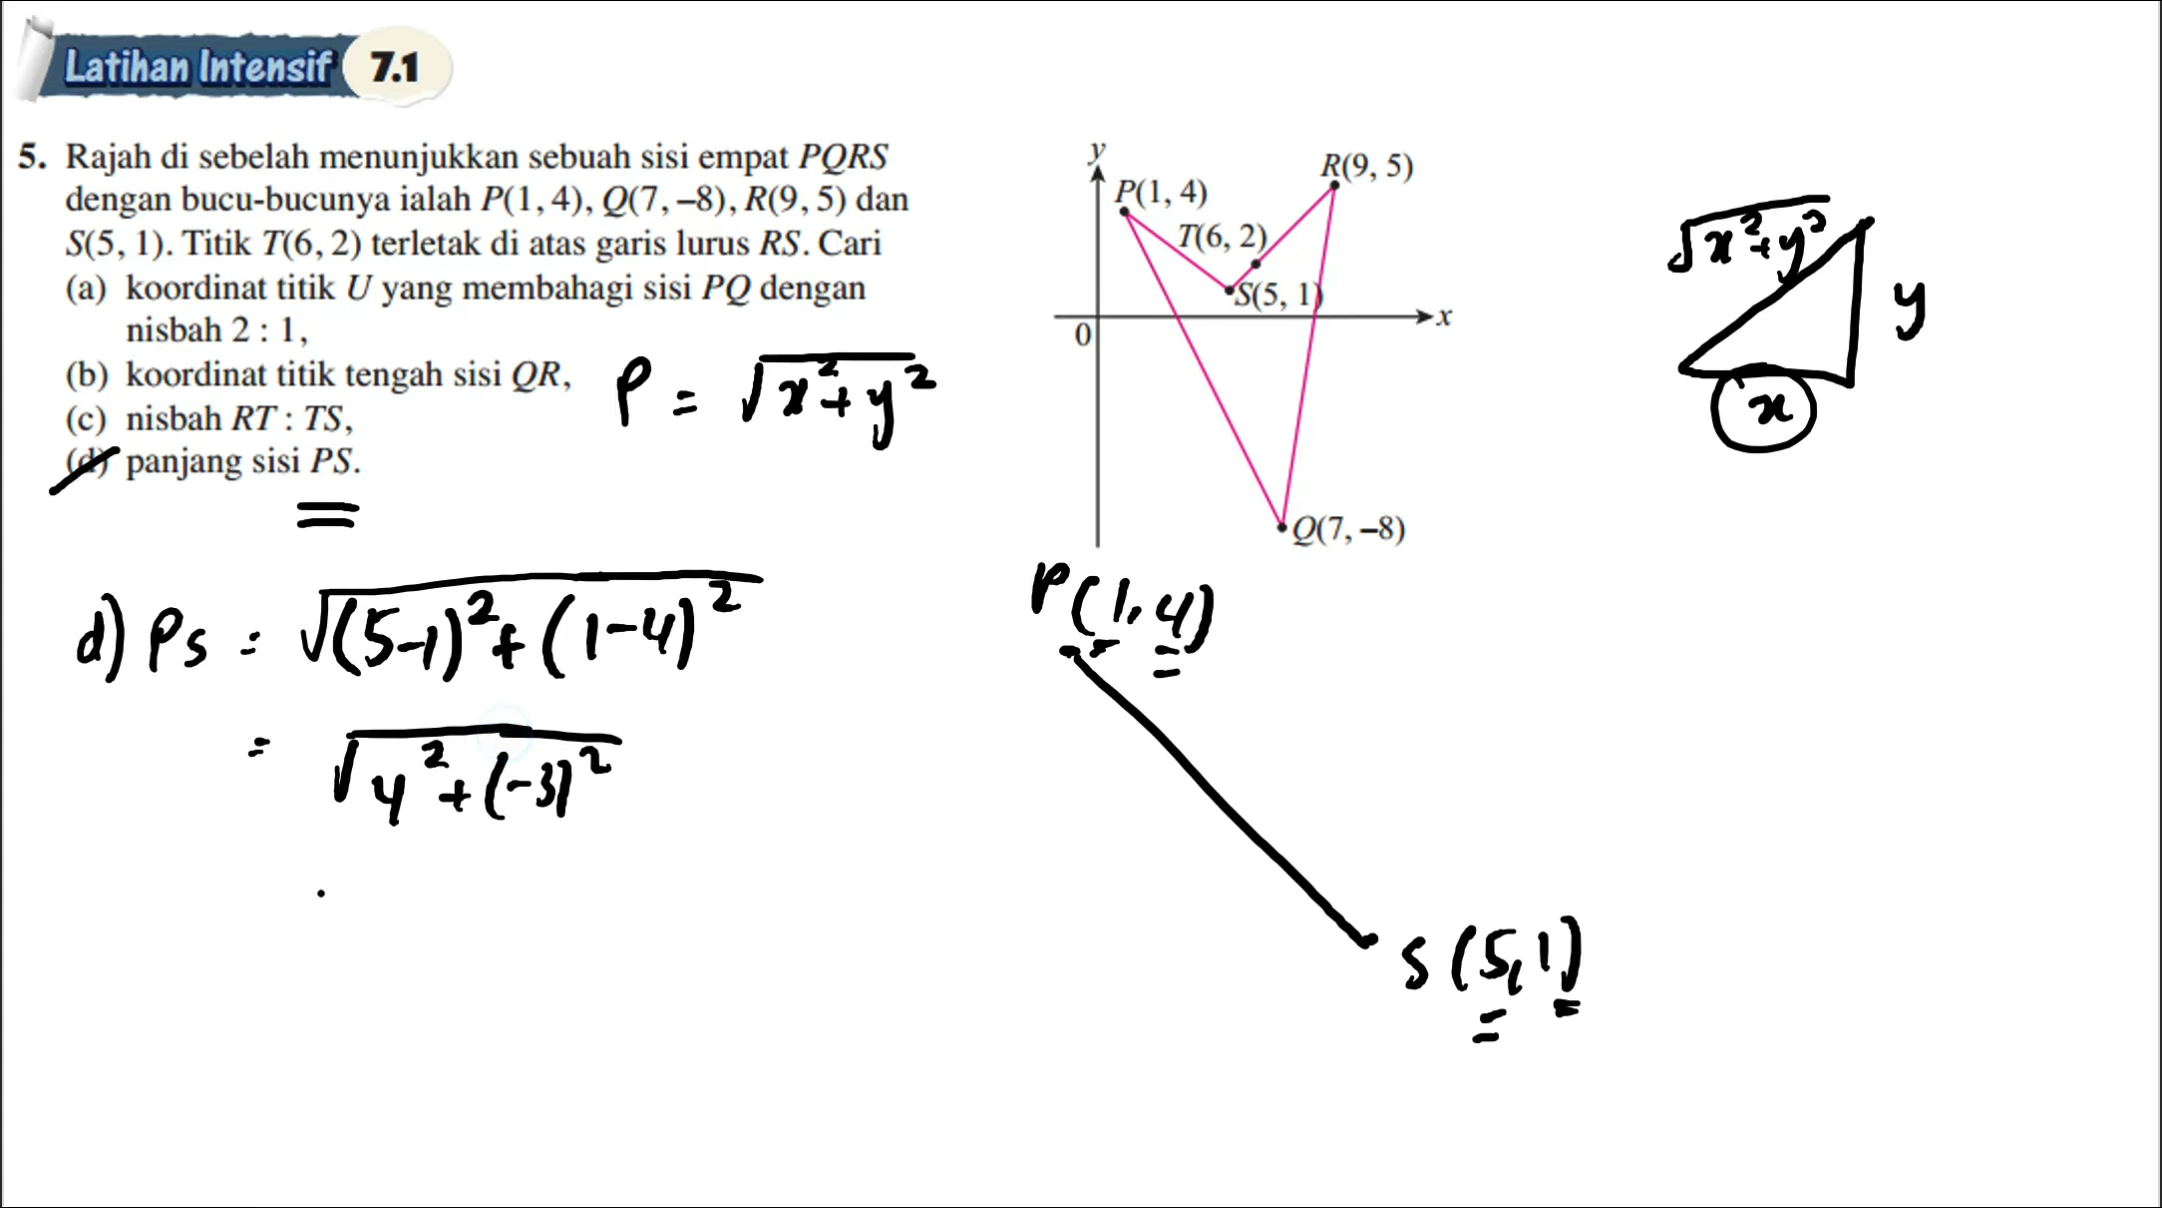 Latihan Intensif 7.1
5. Rajah di sebelah menunjukkan sebuah sisi empat PQRS
dengan bucu-bucunya ialah P(1, 4), Q(7, –8), R(9, 5) dan
S(5, 1). Titik T(6, 2) terletak di atas garis lurus RS. Cari
(a) koordinat titik U yang membahagi sisi PQ dengan
nisbah 2 : 1,
(b) koordinat titik tengah sisi QR,
(c) nisbah RT : TS,
(d) panjang sisi PS.
P = √x²+y²
y
R(9, 5)
P(1, 4)
T(6, 2)
S(5, 1)
x
0
Q(7, –8)
√x²+y²
y
x
d) Ps = √(5-1)²+(1-4)²
= √4²+(-3)²
P(1,4)
S(5,1)